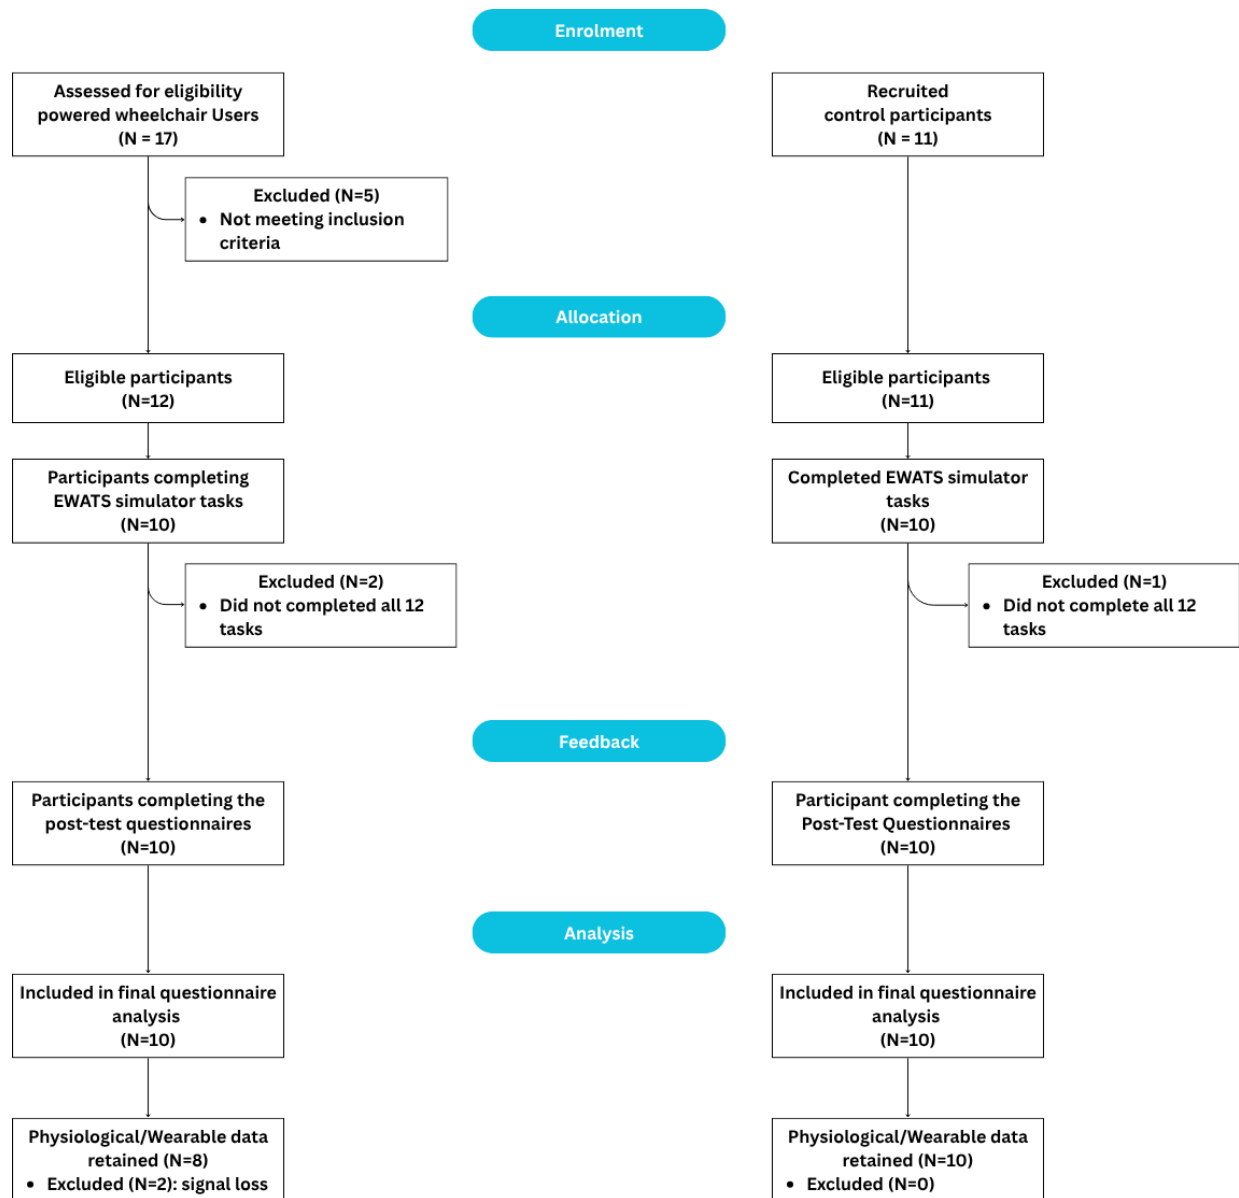 Enrolment
Assessed for eligibility
powered wheelchair Users
(N = 17)
Recruited
control participants
(N = 11)
Excluded (N=5)
• Not meeting inclusion
criteria
Allocation
Eligible participants
(N=12)
Eligible participants
(N=11)
Participants completing
EWATS simulator tasks
(N=10)
Completed EWATS simulator
tasks
(N=10)
Excluded (N=2)
• Did not completed all 12
tasks
Excluded (N=1)
• Did not complete all 12
tasks
Feedback
Participants completing the
post-test questionnaires
(N=10)
Participant completing the
Post-Test Questionnaires
(N=10)
Analysis
Included in final questionnaire
analysis
(N=10)
Included in final questionnaire
analysis
(N=10)
Physiological/Wearable data
retained (N=8)
• Excluded (N=2): signal loss
Physiological/Wearable data
retained (N=10)
• Excluded (N=0)